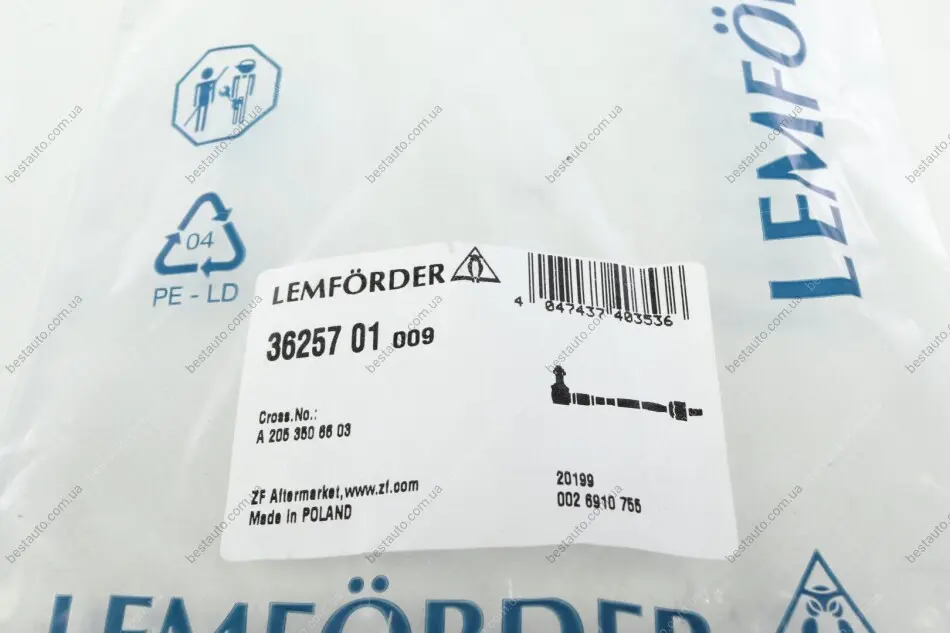 LEMFÖRDER
04
PE - LD
LEMFÖRDER
4 047437 403536
36257 01 009
Cross.No.:
A 205 350 66 03
ZF Aftermarket,www.zf.com
Made in POLAND
20199
002 6910 755
LEMFÖRDER
bestauto.com.ua